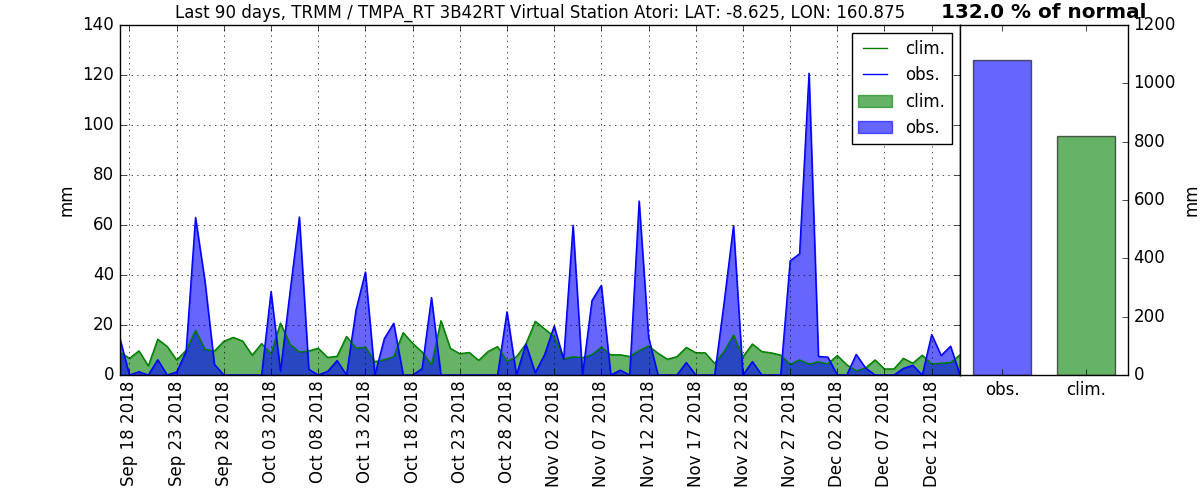 Last 90 days, TRMM / TMPA_RT 3B42RT Virtual Station Atori: LAT: -8.625, LON: 160.875
132.0 % of normal
140
120
100
80
60
40
20
0
mm
clim.
obs.
clim.
obs.
Sep 18 2018
Sep 23 2018
Sep 28 2018
Oct 03 2018
Oct 08 2018
Oct 13 2018
Oct 18 2018
Oct 23 2018
Oct 28 2018
Nov 02 2018
Nov 07 2018
Nov 12 2018
Nov 17 2018
Nov 22 2018
Nov 27 2018
Dec 02 2018
Dec 07 2018
Dec 12 2018
1200
1000
800
600
400
200
0
mm
obs.
clim.